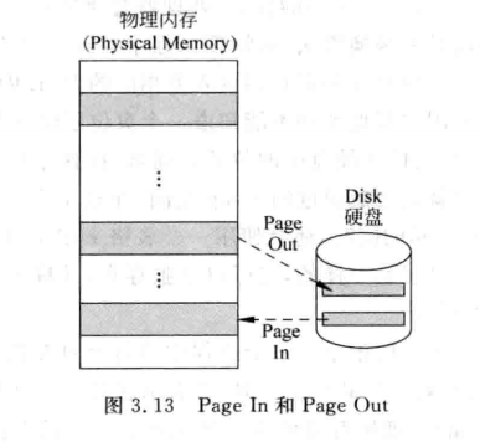 物理内存
(Physical Memory)
⋮
Disk
硬盘
Page
Out
⋮
Page
In
图 3.13 Page In 和 Page Out